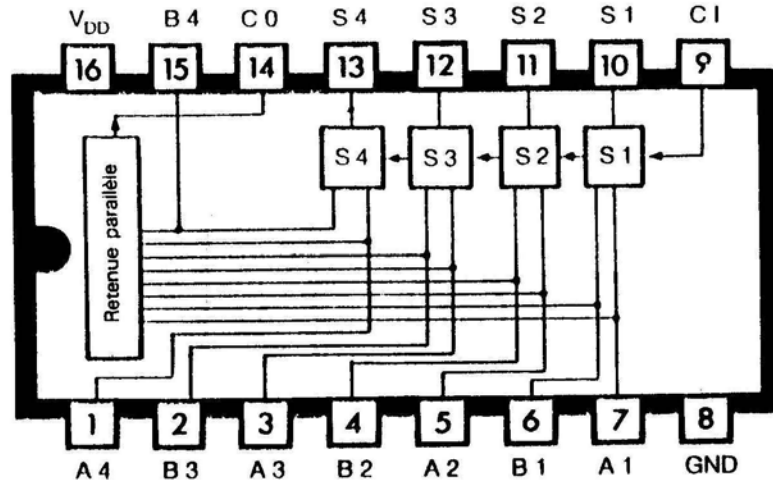 V_DD B4 C0 S4 S3 S2 S1 CI
16 15 14 13 12 11 10 9
S4 S3 S2 S1
Retenue parallèle
1 2 3 4 5 6 7 8
A4 B3 A3 B2 A2 B1 A1 GND